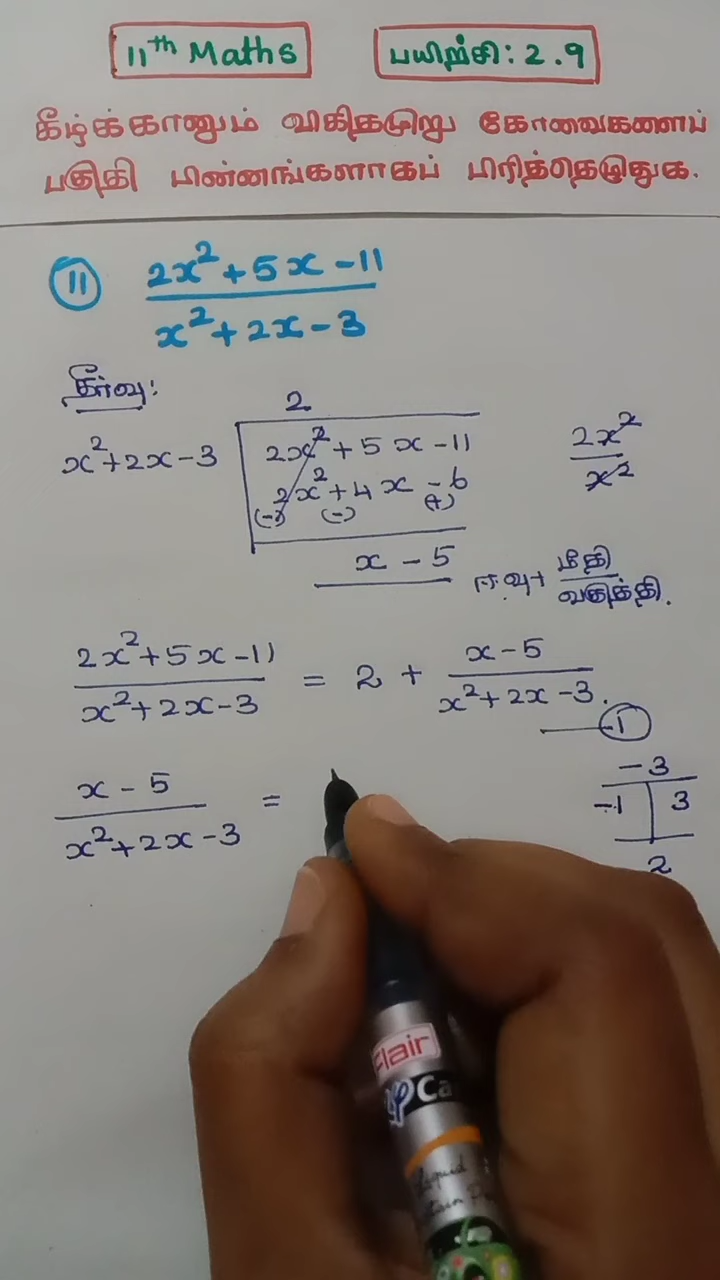 11th Maths
பயிற்சி: 2.9
கீழ்க்கானும் விகிதமுறு கோவைகளைப்
பகுதி பின்னங்களாகப் பிரித்தெழுதுக.
11 2x²+5x-11
x²+2x-3
தீர்வு:
2
x²+2x-3 2x²+5x-11
2x²+4x-6
(-) (-) (+)
x-5
2x²
x²
ஈவு+ மீதி
வகுத்தி.
2x²+5x-11 = 2 + x-5
x²+2x-3 x²+2x-3.
1
x-5 =
x²+2x-3
-3
-1 3
2
Flair
Ca